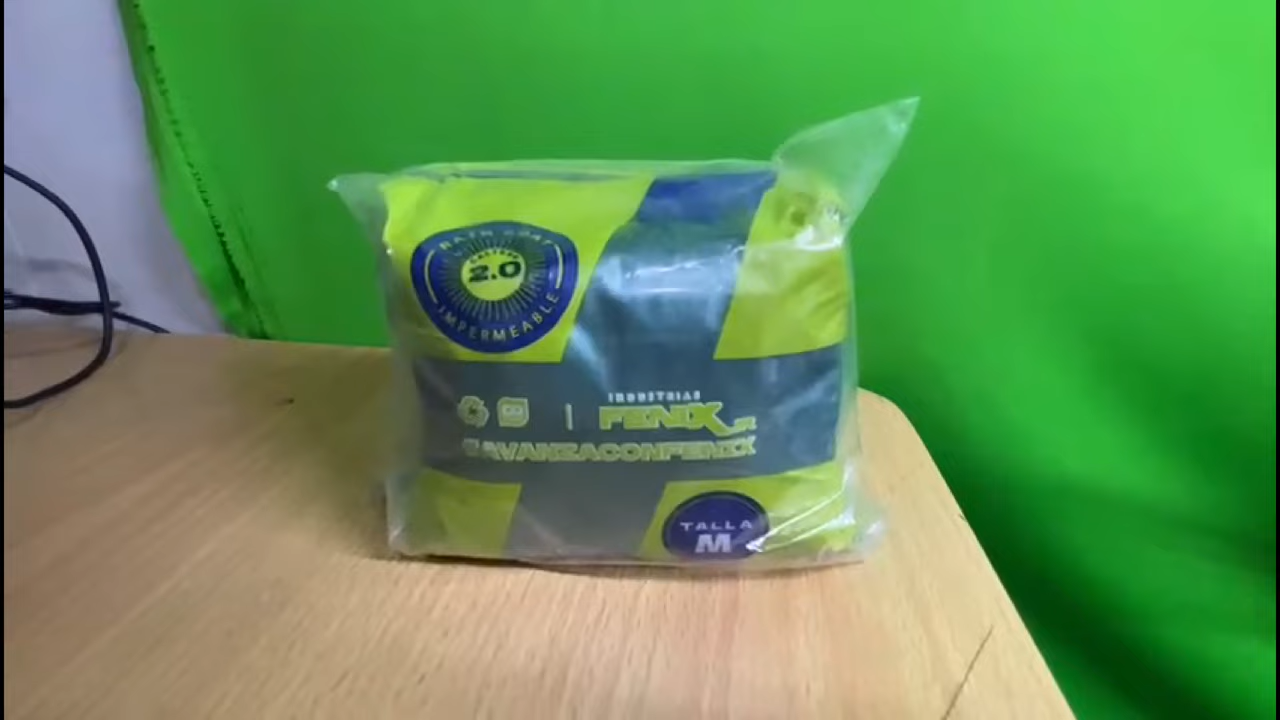 RAIN COAT
2.0
IMPERMEABLE
INDUSTRIAS
FENIX
@AVANZACONFENIX
TALLA
M